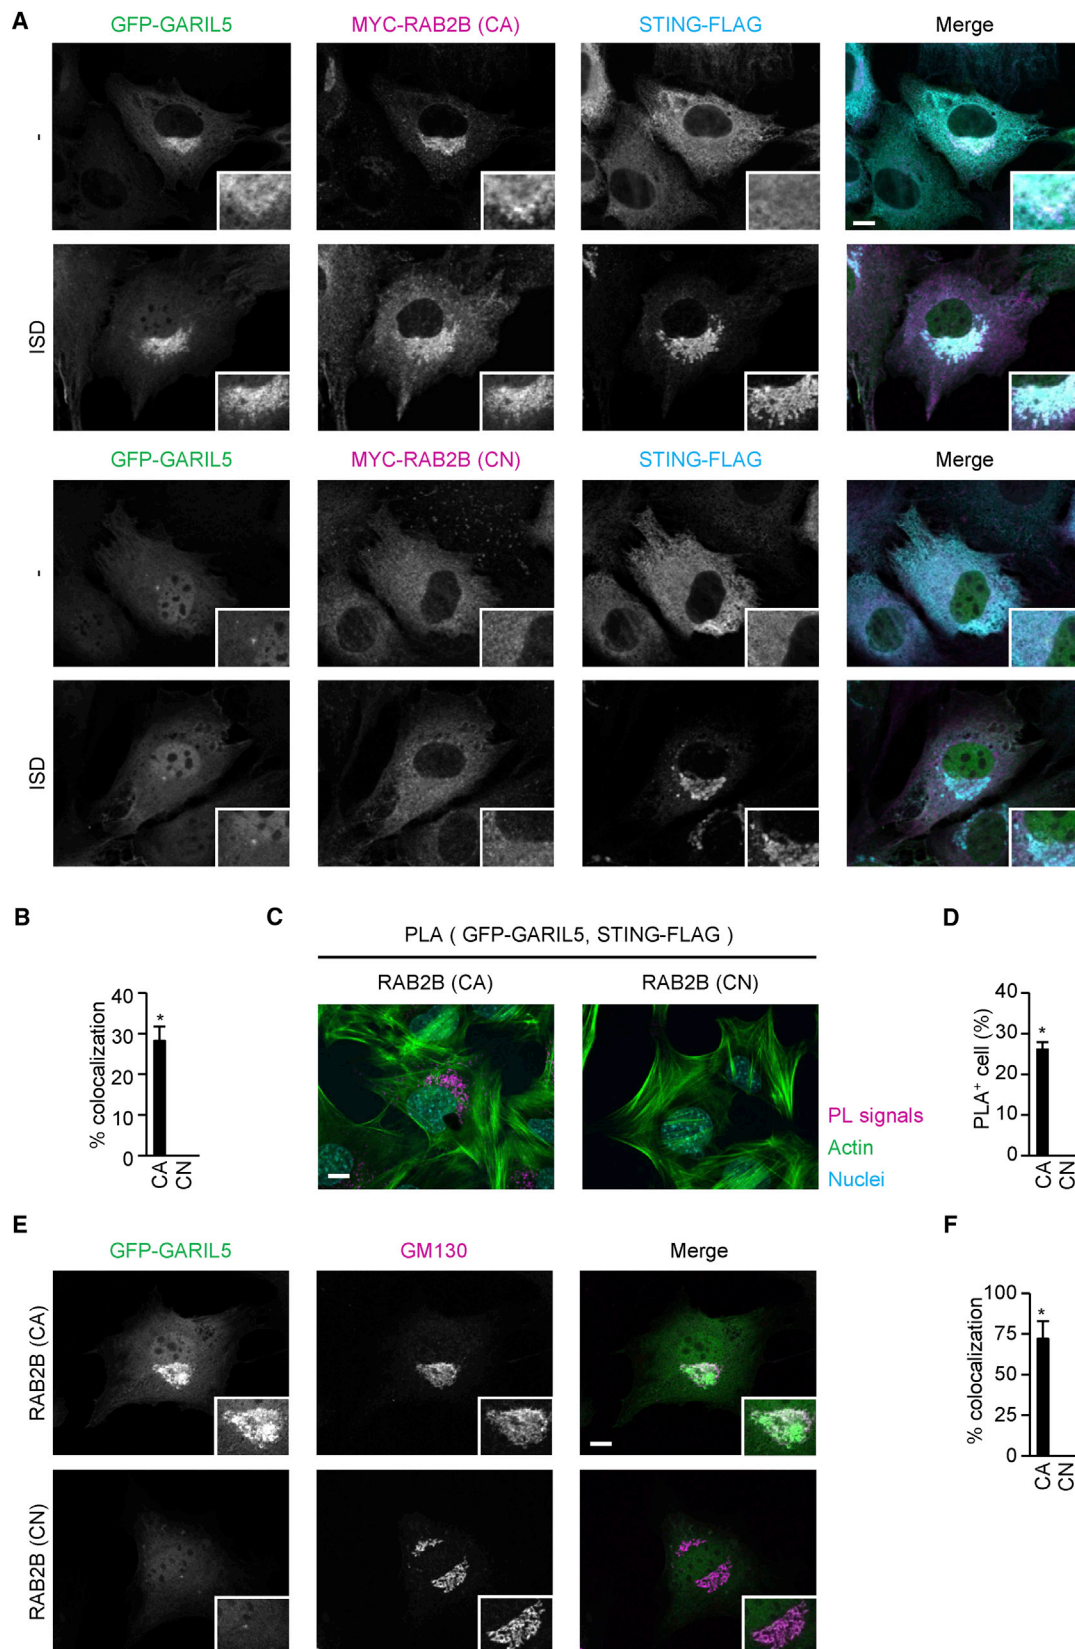 A
GFP-GARIL5 MYC-RAB2B (CA) STING-FLAG Merge
-
ISD
GFP-GARIL5 MYC-RAB2B (CN) STING-FLAG Merge
-
ISD
B
% colocalization
40
30
20
10
0
CA
CN
C
PLA ( GFP-GARIL5, STING-FLAG )
RAB2B (CA) RAB2B (CN)
PL signals
Actin
Nuclei
D
PLA+ cell (%)
40
30
20
10
0
*
CA
CN
E
GFP-GARIL5 GM130 Merge
RAB2B (CA)
RAB2B (CN)
F
% colocalization
100
75
50
25
0
*
CA
CN